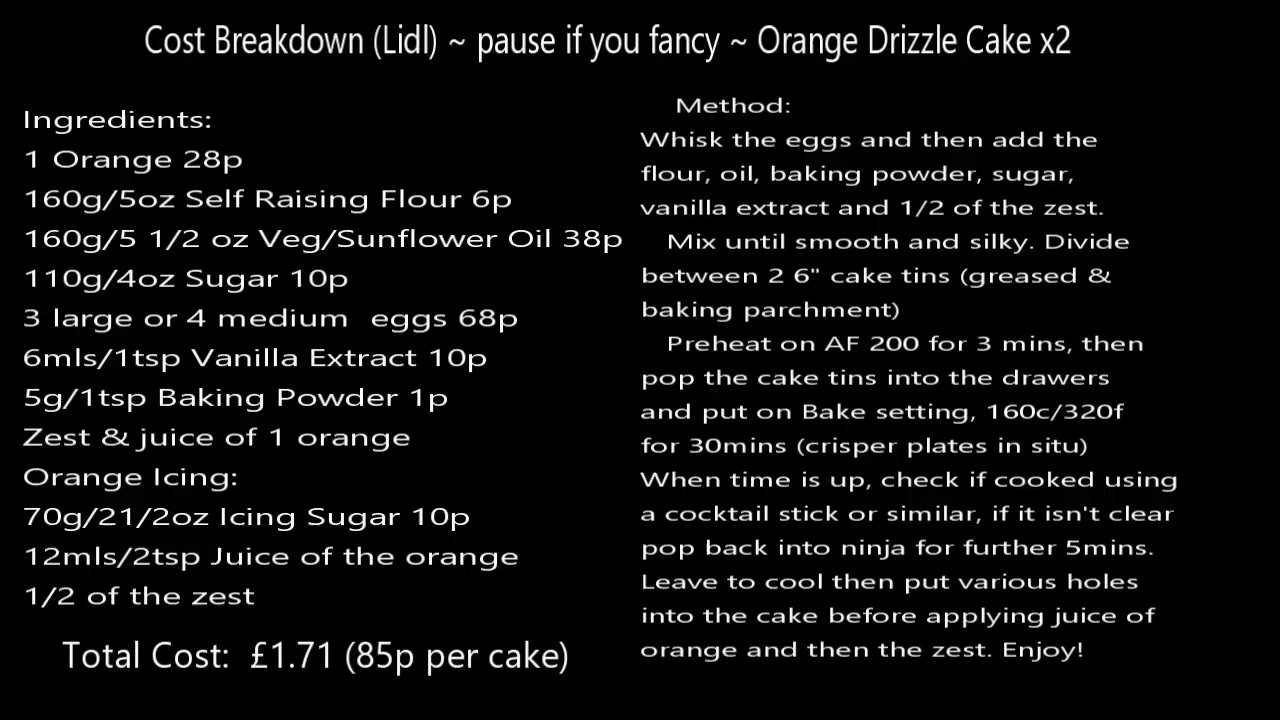 Cost Breakdown (Lidl) ~ pause if you fancy ~ Orange Drizzle Cake x2
Ingredients:
1 Orange 28p
160g/5oz Self Raising Flour 6p
160g/5 1/2 oz Veg/Sunflower Oil 38p
110g/4oz Sugar 10p
3 large or 4 medium eggs 68p
6mls/1tsp Vanilla Extract 10p
5g/1tsp Baking Powder 1p
Zest & juice of 1 orange
Orange Icing:
70g/21/2oz Icing Sugar 10p
12mls/2tsp Juice of the orange
1/2 of the zest
Total Cost: £1.71 (85p per cake)
Method:
Whisk the eggs and then add the
flour, oil, baking powder, sugar,
vanilla extract and 1/2 of the zest.
Mix until smooth and silky. Divide
between 2 6" cake tins (greased &
baking parchment)
Preheat on AF 200 for 3 mins, then
pop the cake tins into the drawers
and put on Bake setting, 160c/320f
for 30mins (crisper plates in situ)
When time is up, check if cooked using
a cocktail stick or similar, if it isn't clear
pop back into ninja for further 5mins.
Leave to cool then put various holes
into the cake before applying juice of
orange and then the zest. Enjoy!